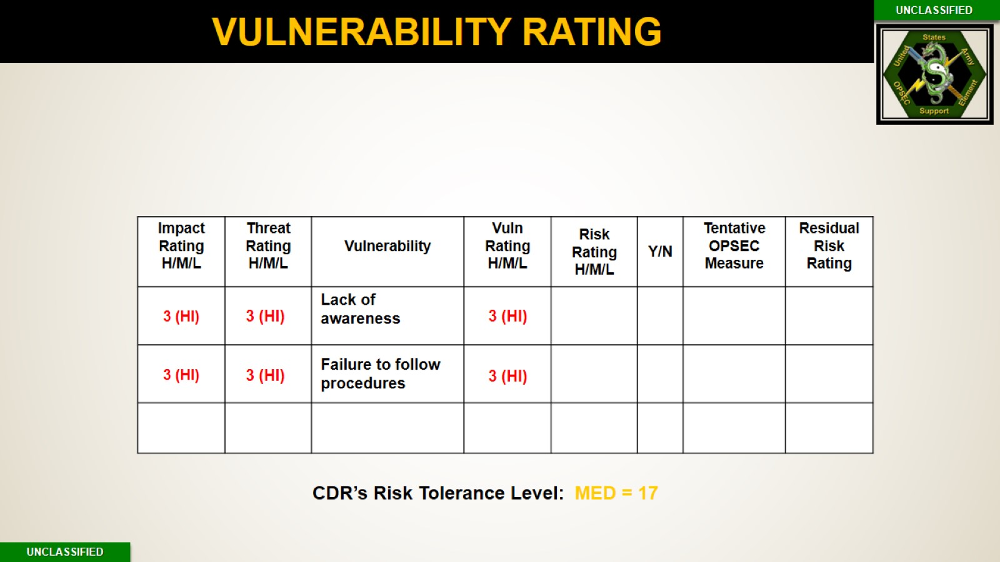 VULNERABILITY RATING
UNCLASSIFIED
United States Army
OPSEC Support Element
Impact
Rating
H/M/L
Threat
Rating
H/M/L
Vulnerability
Vuln
Rating
H/M/L
Risk
Rating
H/M/L
Y/N
Tentative
OPSEC
Measure
Residual
Risk
Rating
3 (HI)
3 (HI)
Lack of
awareness
3 (HI)
3 (HI)
3 (HI)
Failure to follow
procedures
3 (HI)
CDR’s Risk Tolerance Level: MED = 17
UNCLASSIFIED